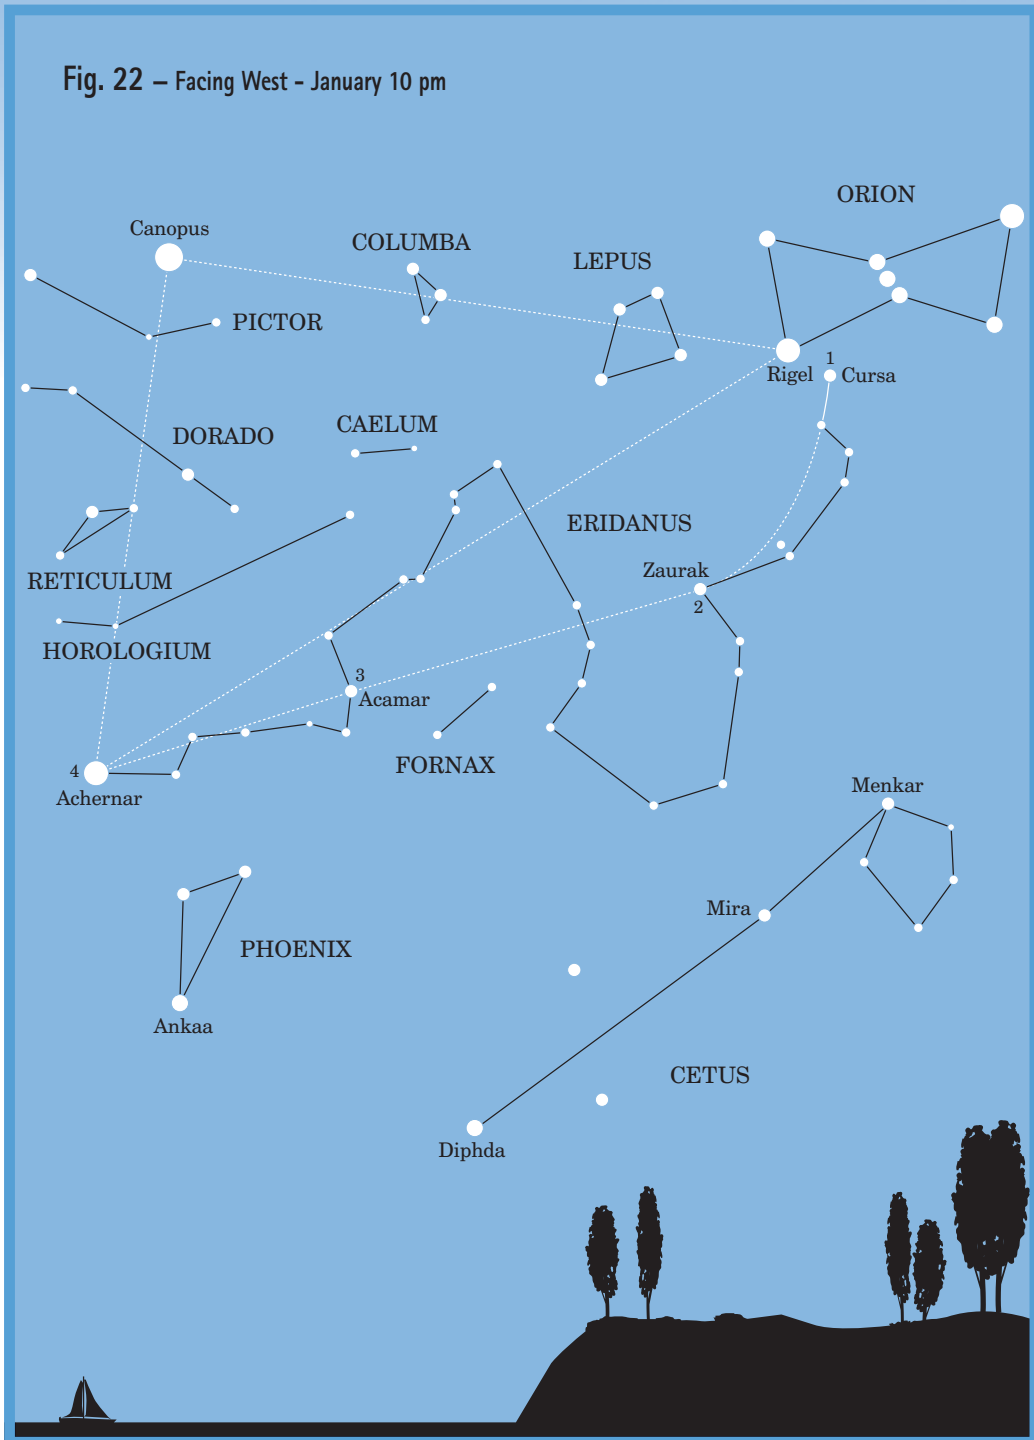 Fig. 22 – Facing West - January 10 pm
ORION
Canopus
COLUMBA
LEPUS
PICTOR
1
Rigel
Cursa
CAELUM
DORADO
ERIDANUS
Zaurak
RETICULUM
2
HOROLOGIUM
3
Acamar
FORNAX
4
Achernar
Menkar
Mira
PHOENIX
Ankaa
CETUS
Diphda